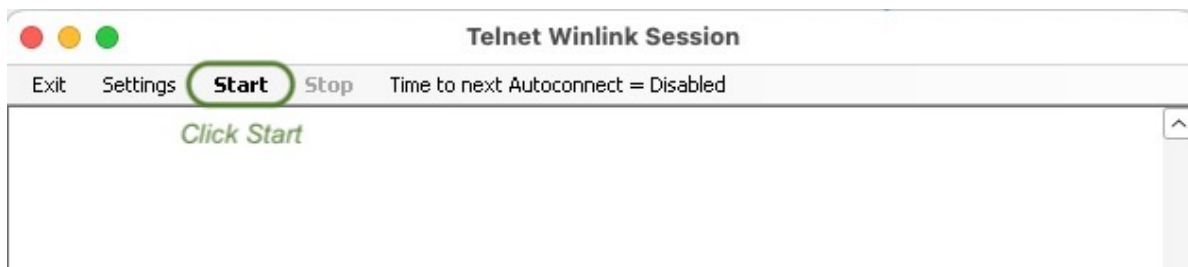 Telnet Winlink Session
Exit Settings Start Stop Time to next Autoconnect = Disabled
Click Start